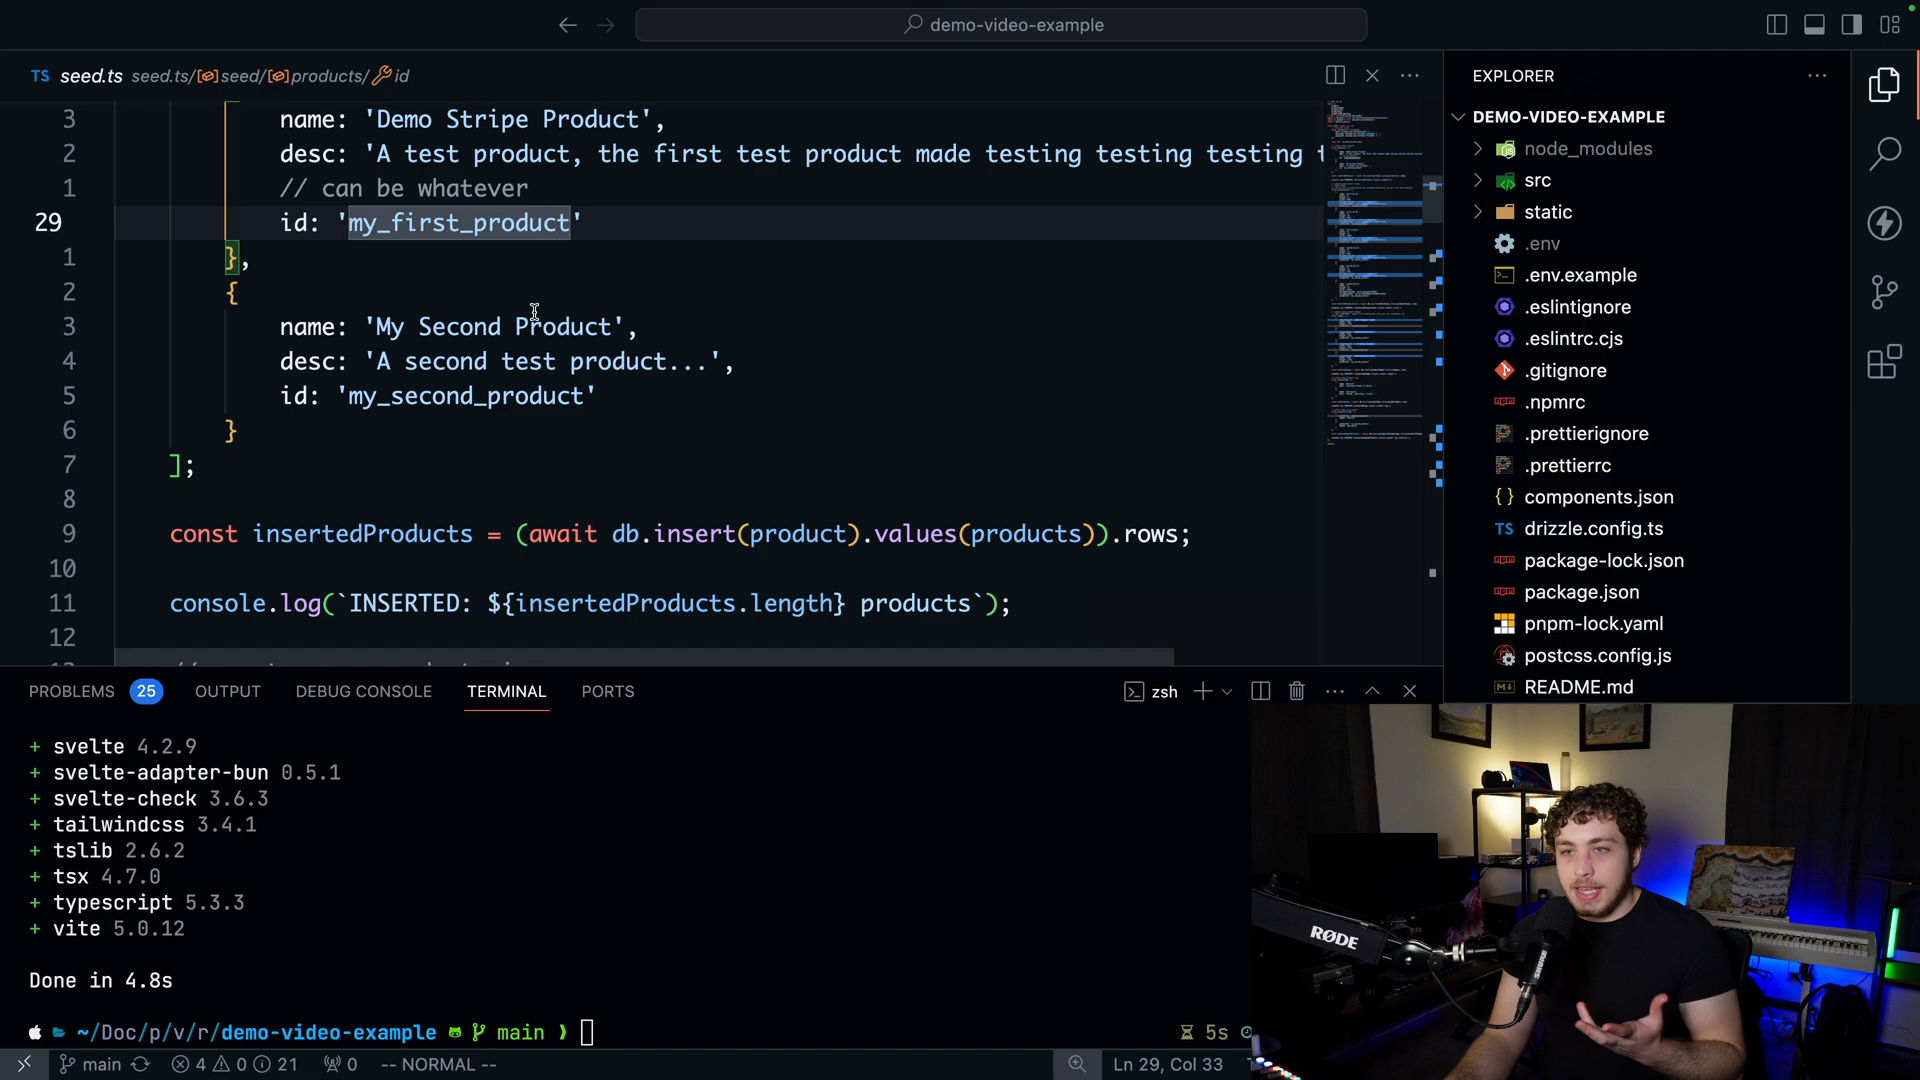 demo-video-example
TS seed.ts seed.ts/seed/products/id
3 name: 'Demo Stripe Product',
2 desc: 'A test product, the first test product made testing testing testing t
1 // can be whatever
29 id: 'my_first_product'
1 },
2 {
3 name: 'My Second Product',
4 desc: 'A second test product...',
5 id: 'my_second_product'
6 }
7 ];
8
9 const insertedProducts = (await db.insert(product).values(products)).rows;
10
11 console.log(`INSERTED: ${insertedProducts.length} products`);
12
EXPLORER
DEMO-VIDEO-EXAMPLE
node_modules
src
static
.env
.env.example
.eslintignore
.eslintrc.cjs
.gitignore
.npmrc
.prettierignore
.prettierrc
{} components.json
TS drizzle.config.ts
package-lock.json
package.json
pnpm-lock.yaml
postcss.config.js
README.md
PROBLEMS 25 OUTPUT DEBUG CONSOLE TERMINAL PORTS
zsh
+ svelte 4.2.9
+ svelte-adapter-bun 0.5.1
+ svelte-check 3.6.3
+ tailwindcss 3.4.1
+ tslib 2.6.2
+ tsx 4.7.0
+ typescript 5.3.3
+ vite 5.0.12
Done in 4.8s
~/Doc/p/v/r/demo-video-example main ❯
5s
main 4 0 21 0 -- NORMAL --
Ln 29, Col 33
RØDE
SHURE